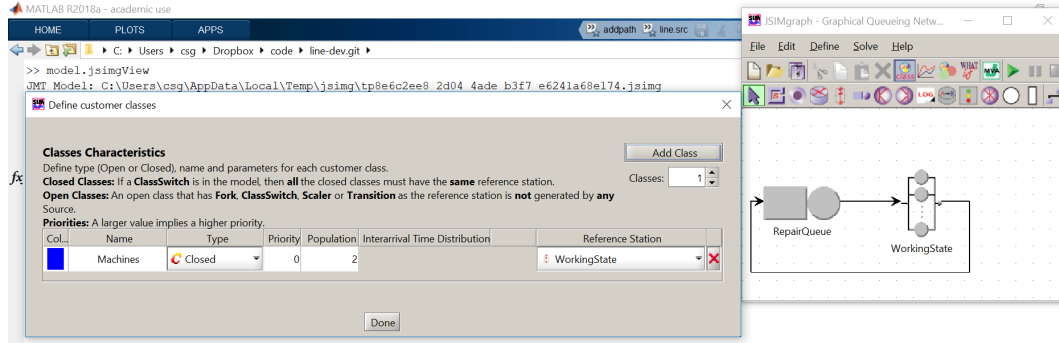 MATLAB R2018a - academic use
HOME PLOTS APPS
addpath line.src
C: Users csg Dropbox code line-dev.git
>> model.jsimgView
JMT Model: C:\Users\csg\AppData\Local\Temp\jsimg\tp8e6c2ee8_2d04_4ade_b3f7_e6241a68e174.jsimg
Define customer classes
Classes Characteristics
Define type (Open or Closed), name and parameters for each customer class.
Closed Classes: If a ClassSwitch is in the model, then all the closed classes must have the same reference station.
Open Classes: An open class that has Fork, ClassSwitch, Scaler or Transition as the reference station is not generated by any
Source.
Priorities: A larger value implies a higher priority.
Add Class
Classes: 1
Col... Name Type Priority Population Interarrival Time Distribution Reference Station
Machines Closed 0 2 WorkingState
Done
fx
JSIMgraph - Graphical Queueing Netw...
File Edit Define Solve Help
CLASS WHAT IF MVA
LOG
RepairQueue
WorkingState